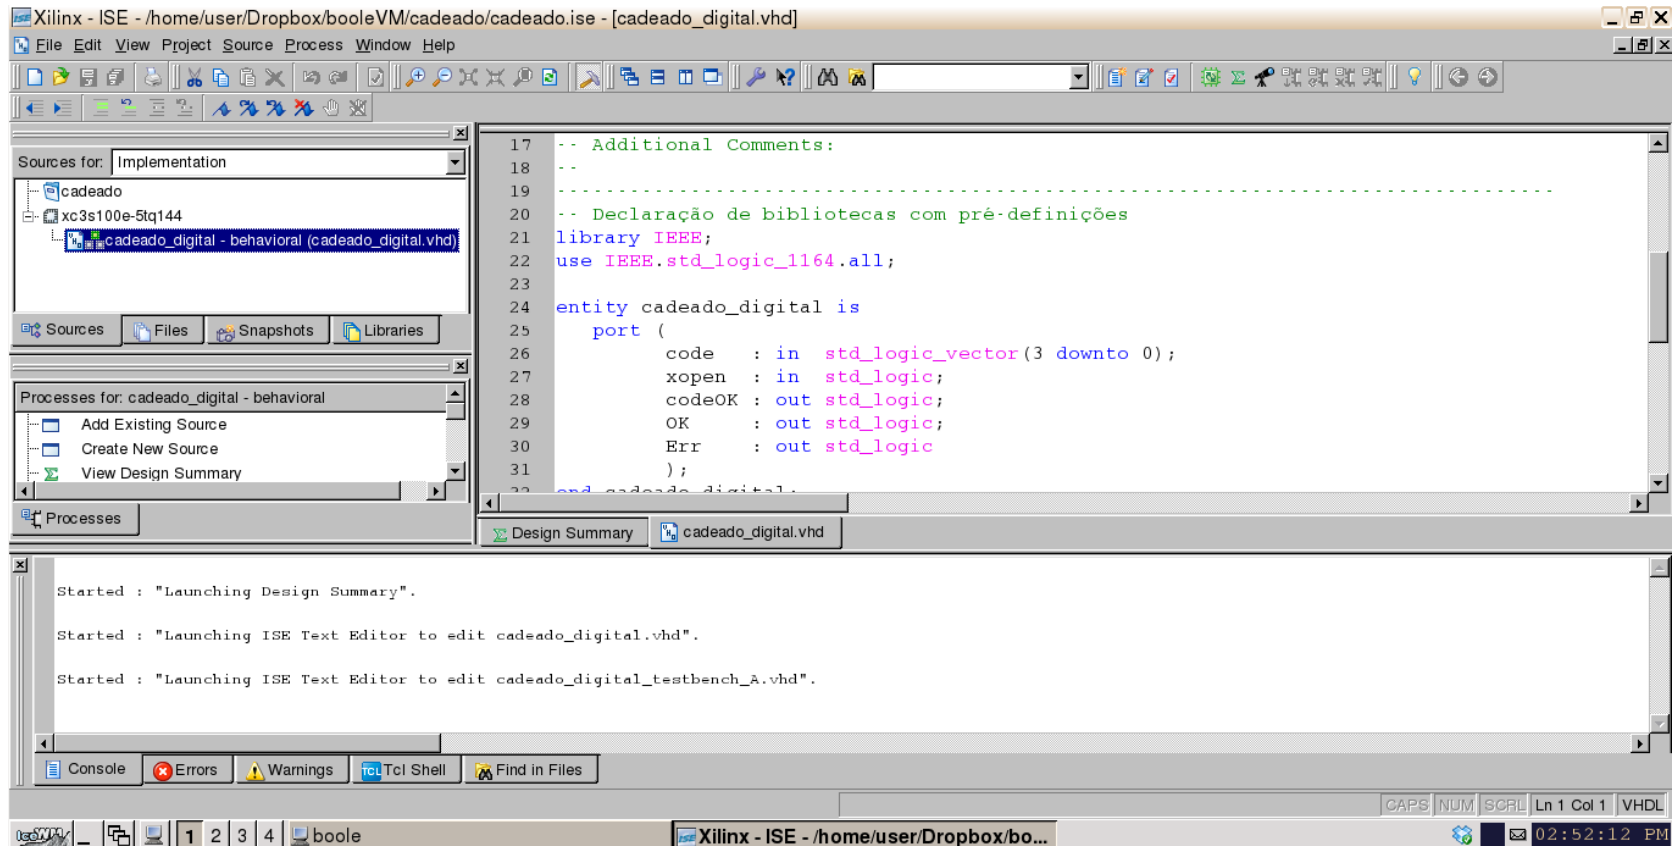 Xilinx - ISE - /home/user/Dropbox/booleVM/cadeado/cadeado.ise - [cadeado_digital.vhd]
File Edit View Project Source Process Window Help
Sources for: Implementation
cadeado
xc3s100e-5tq144
cadeado_digital - behavioral (cadeado_digital.vhd)
Sources Files Snapshots Libraries
Processes for: cadeado_digital - behavioral
Add Existing Source
Create New Source
View Design Summary
Processes
17 -- Additional Comments:
18 --
19 ----------------------------------------------------------------------------------
20 -- Declaração de bibliotecas com pré-definições
21 library IEEE;
22 use IEEE.std_logic_1164.all;
23
24 entity cadeado_digital is
25 port (
26 code : in std_logic_vector(3 downto 0);
27 xopen : in std_logic;
28 codeOK : out std_logic;
29 OK : out std_logic;
30 Err : out std_logic
31 );
32 end cadeado_digital;
Design Summary cadeado_digital.vhd
Started : "Launching Design Summary".
Started : "Launching ISE Text Editor to edit cadeado_digital.vhd".
Started : "Launching ISE Text Editor to edit cadeado_digital_testbench_A.vhd".
Console Errors Warnings TCL Tcl Shell Find in Files
CAPS NUM SCRL Ln 1 Col 1 VHDL
IceWM 1 2 3 4 boole Xilinx - ISE - /home/user/Dropbox/bo... 02:52:12 PM